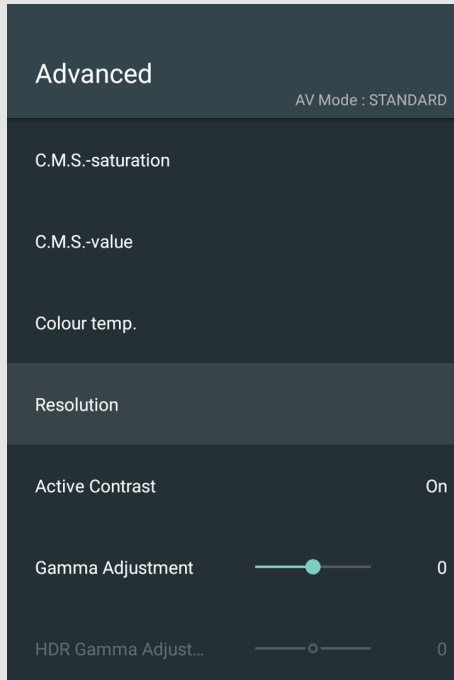 Advanced
AV Mode : STANDARD
C.M.S.-saturation
C.M.S.-value
Colour temp.
Resolution
Active Contrast On
Gamma Adjustment 0
HDR Gamma Adjust... 0